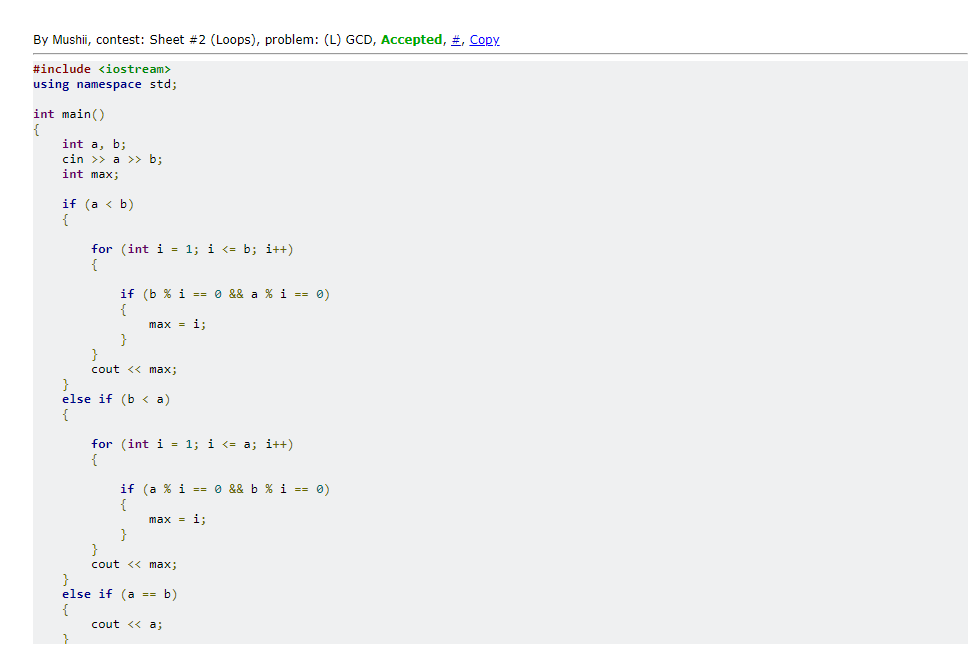 By Mushii, contest: Sheet #2 (Loops), problem: (L) GCD, Accepted, #, Copy
#include <iostream>
using namespace std;
int main()
{
    int a, b;
    cin >> a >> b;
    int max;
    if (a < b)
    {
        for (int i = 1; i <= b; i++)
        {
            if (b % i == 0 && a % i == 0)
            {
                max = i;
            }
        }
        cout << max;
    }
    else if (b < a)
    {
        for (int i = 1; i <= a; i++)
        {
            if (a % i == 0 && b % i == 0)
            {
                max = i;
            }
        }
        cout << max;
    }
    else if (a == b)
    {
        cout << a;
    }